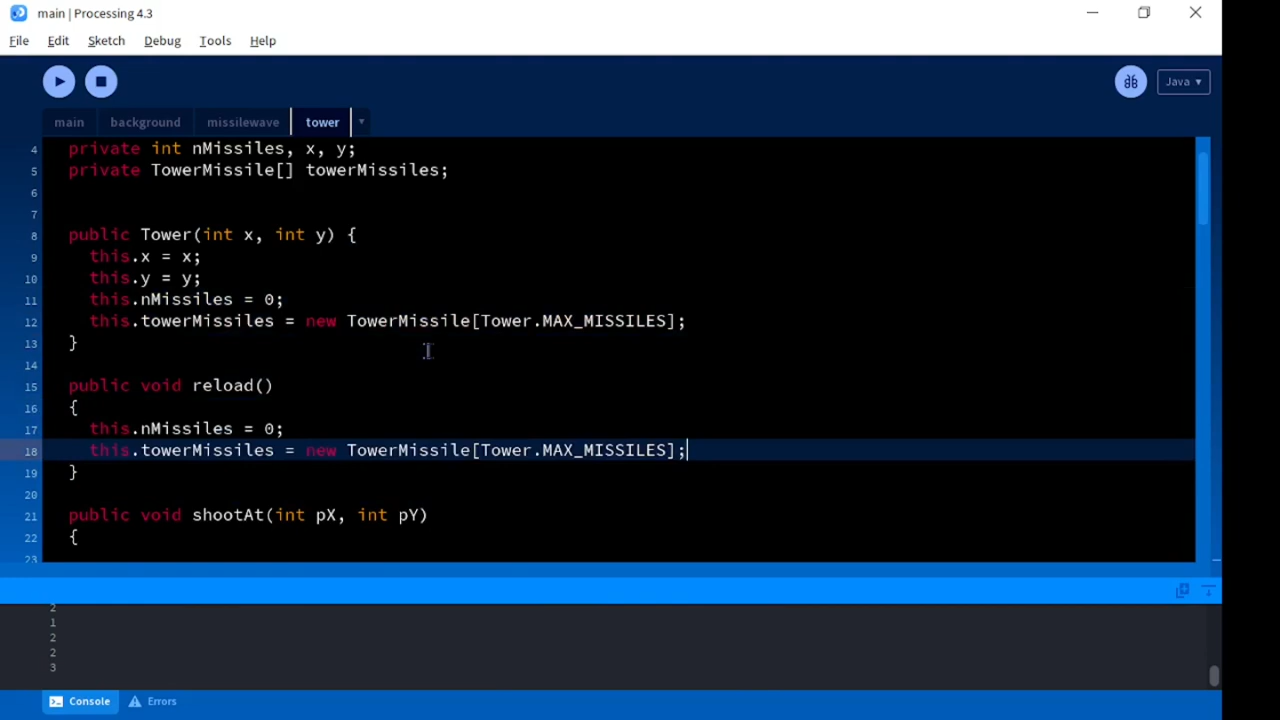 main | Processing 4.3
File Edit Sketch Debug Tools Help
Java ▾
main background missilewave tower ▾
4 private int nMissiles, x, y;
5 private TowerMissile[] towerMissiles;
6
7
8 public Tower(int x, int y) {
9 this.x = x;
10 this.y = y;
11 this.nMissiles = 0;
12 this.towerMissiles = new TowerMissile[Tower.MAX_MISSILES];
13 }
14
15 public void reload()
16 {
17 this.nMissiles = 0;
18 this.towerMissiles = new TowerMissile[Tower.MAX_MISSILES];
19 }
20
21 public void shootAt(int pX, int pY)
22 {
23
2
1
2
2
3
Console Errors